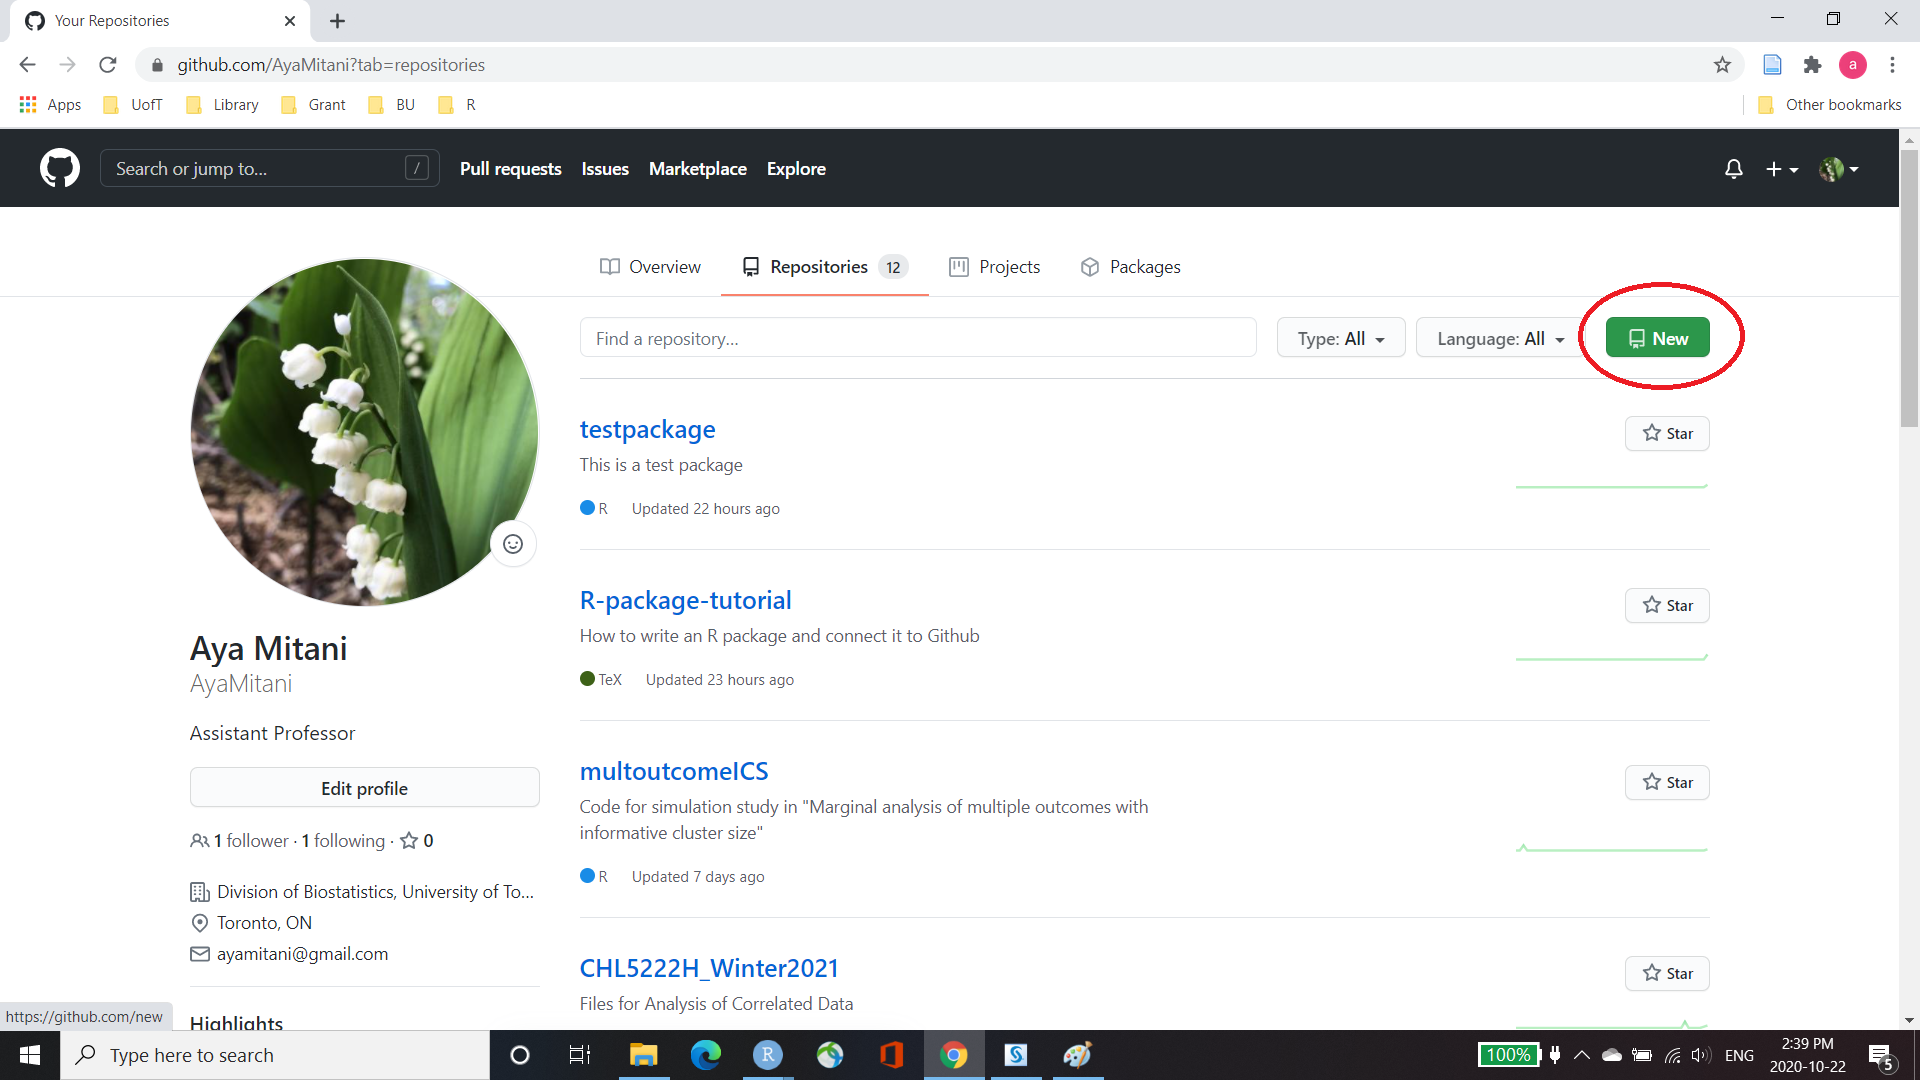 Your Repositories
github.com/AyaMitani?tab=repositories
a
Apps UofT Library Grant BU R Other bookmarks
Search or jump to... / Pull requests Issues Marketplace Explore
Overview Repositories 12 Projects Packages
Find a repository... Type: All Language: All New
testpackage Star
This is a test package
R Updated 22 hours ago
R-package-tutorial Star
How to write an R package and connect it to Github
TeX Updated 23 hours ago
Aya Mitani
AyaMitani
Assistant Professor
Edit profile
1 follower · 1 following · 0
Division of Biostatistics, University of To...
Toronto, ON
ayamitani@gmail.com
Highlights
multoutcomeICS Star
Code for simulation study in "Marginal analysis of multiple outcomes with
informative cluster size"
R Updated 7 days ago
CHL5222H_Winter2021 Star
Files for Analysis of Correlated Data
https://github.com/new
Type here to search
R
S
100%
ENG
2:39 PM
2020-10-22
5